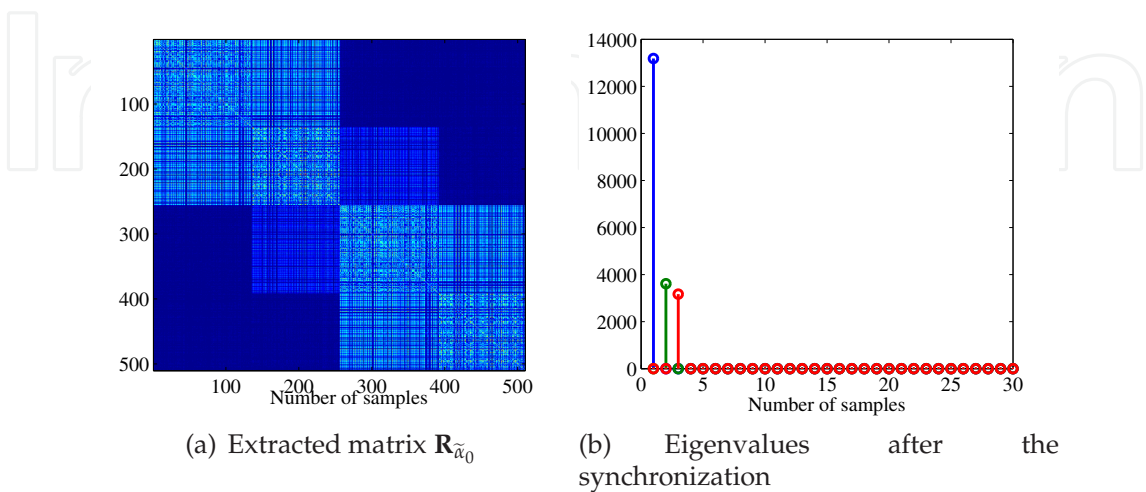 100
200
300
400
500
100 200 300 400 500
Number of samples
14000
12000
10000
8000
6000
4000
2000
0
0 5 10 15 20 25 30
Number of samples
(a) Extracted matrix R_α̃₀
(b) Eigenvalues after the
synchronization